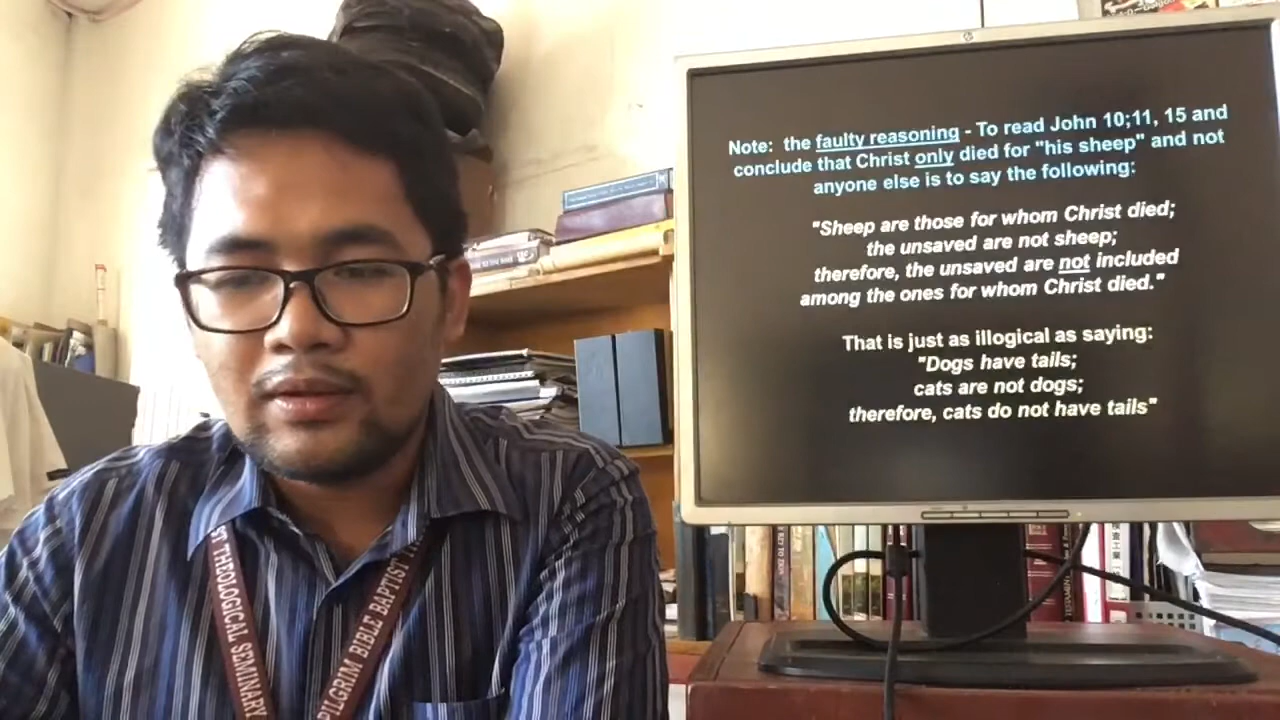 Note: the faulty reasoning - To read John 10;11, 15 and
conclude that Christ only died for "his sheep" and not
anyone else is to say the following:
"Sheep are those for whom Christ died;
the unsaved are not sheep;
therefore, the unsaved are not included
among the ones for whom Christ died."
That is just as illogical as saying:
"Dogs have tails;
cats are not dogs;
therefore, cats do not have tails"
THEOLOGICAL SEMINARY
PILGRIM BIBLE BAPTIST